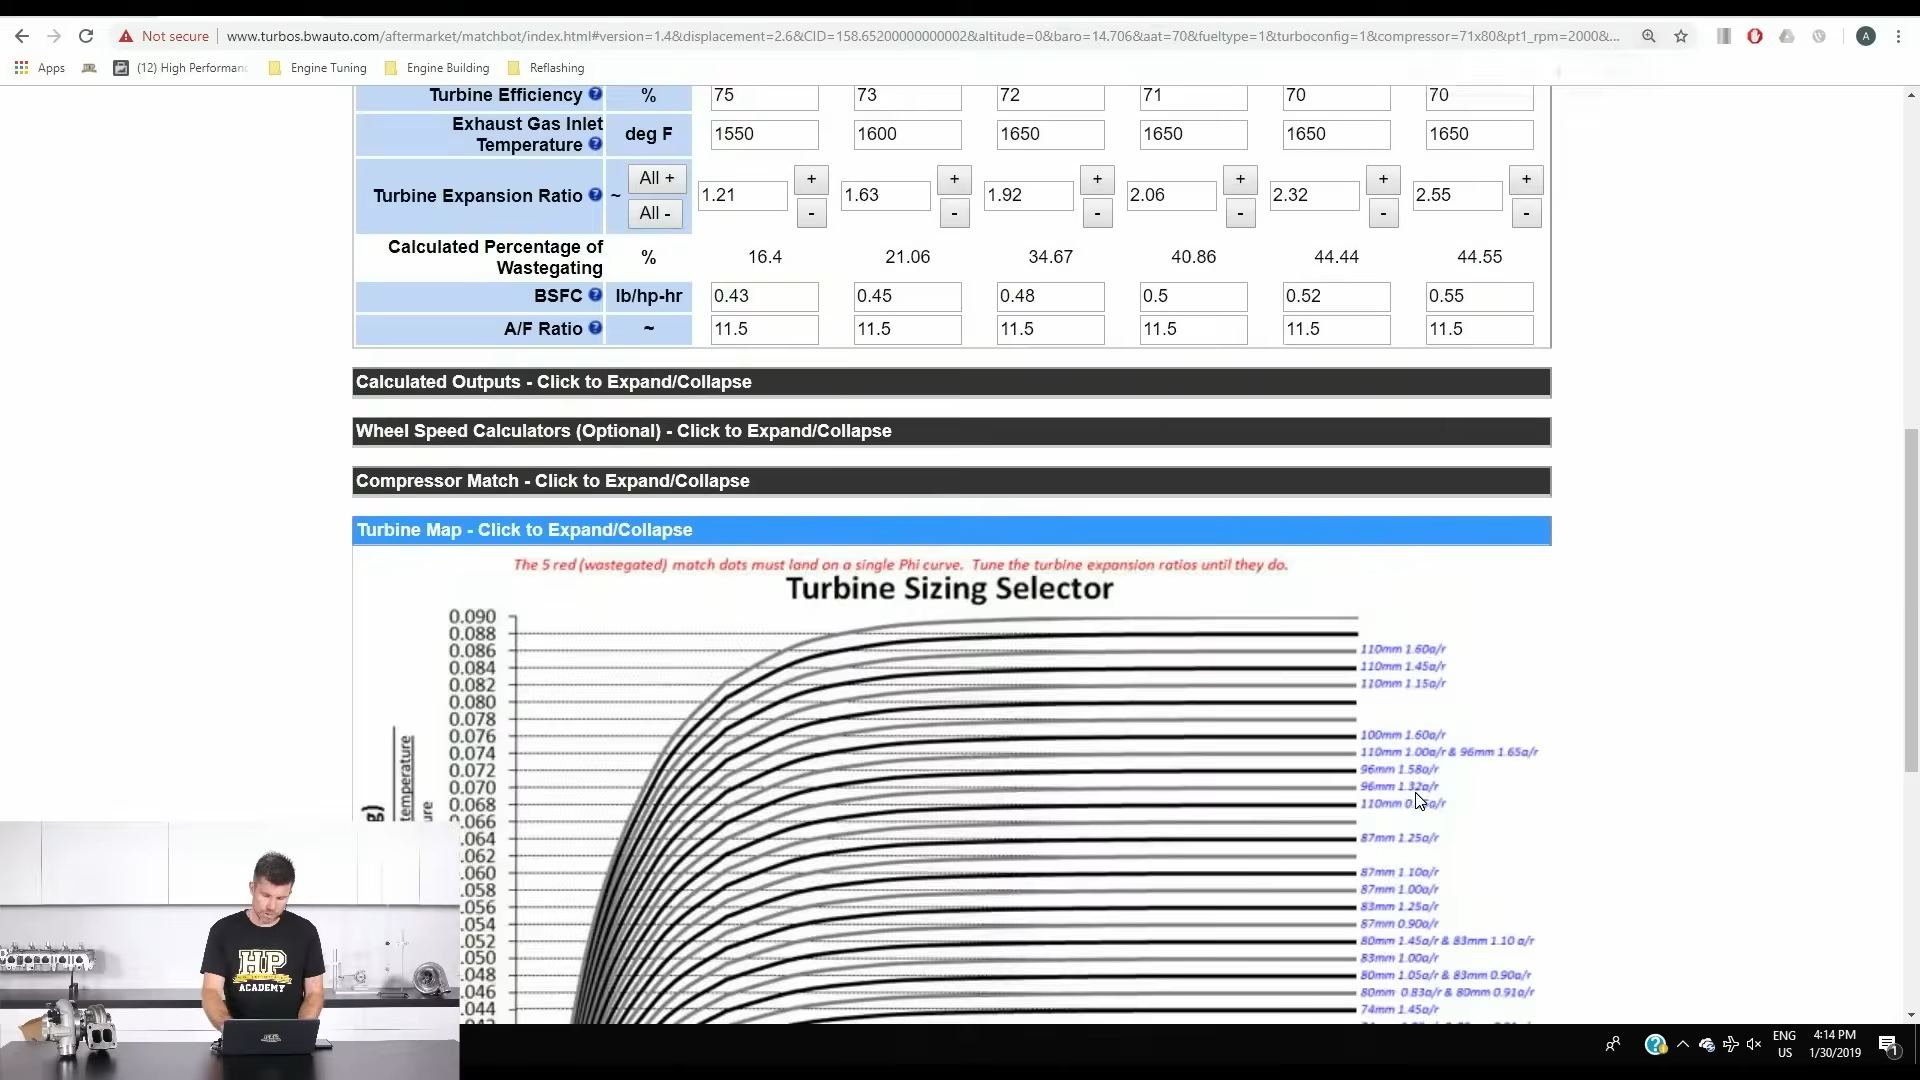 Not secure
www.turbos.bwauto.com/aftermarket/matchbot/index.html#version=1.4&displacement=2.6&CID=158.65200000000002&altitude=0&baro=14.706&aat=70&fueltype=1&turboconfig=1&compressor=71x80&pt1_rpm=2000&...
A
Apps
(12) High Performan
Engine Tuning
Engine Building
Reflashing
Turbine Efficiency ? % 75 73 72 71 70 70
Exhaust Gas Inlet
Temperature ? deg F 1550 1600 1650 1650 1650 1650
Turbine Expansion Ratio ? ~ All + All - 1.21 + - 1.63 + - 1.92 + - 2.06 + - 2.32 + - 2.55 + -
Calculated Percentage of
Wastegating % 16.4 21.06 34.67 40.86 44.44 44.55
BSFC ? lb/hp-hr 0.43 0.45 0.48 0.5 0.52 0.55
A/F Ratio ? ~ 11.5 11.5 11.5 11.5 11.5 11.5
Calculated Outputs - Click to Expand/Collapse
Wheel Speed Calculators (Optional) - Click to Expand/Collapse
Compressor Match - Click to Expand/Collapse
Turbine Map - Click to Expand/Collapse
The 5 red (wastegated) match dots must land on a single Phi curve. Tune the turbine expansion ratios until they do.
Turbine Sizing Selector
0.090
0.088
0.086 110mm 1.60a/r
0.084 110mm 1.45a/r
0.082 110mm 1.15a/r
0.080
0.078
0.076 100mm 1.60a/r
0.074 110mm 1.00a/r & 96mm 1.65a/r
0.072 96mm 1.58a/r
0.070 96mm 1.32a/r
0.068 110mm
.066
.064 87mm 1.25a/r
.062
.060 87mm 1.10a/r
.058 87mm 1.00a/r
.056 83mm 1.25a/r
.054 87mm 0.90a/r
.052 80mm 1.45a/r & 83mm 1.10 a/r
.050 83mm 1.00a/r
.048 80mm 1.05a/r & 83mm 0.90a/r
.046 80mm 0.83a/r & 80mm 0.91a/r
.044 74mm 1.45a/r
HP
ACADEMY
ENG
US
4:14 PM
1/30/2019
1